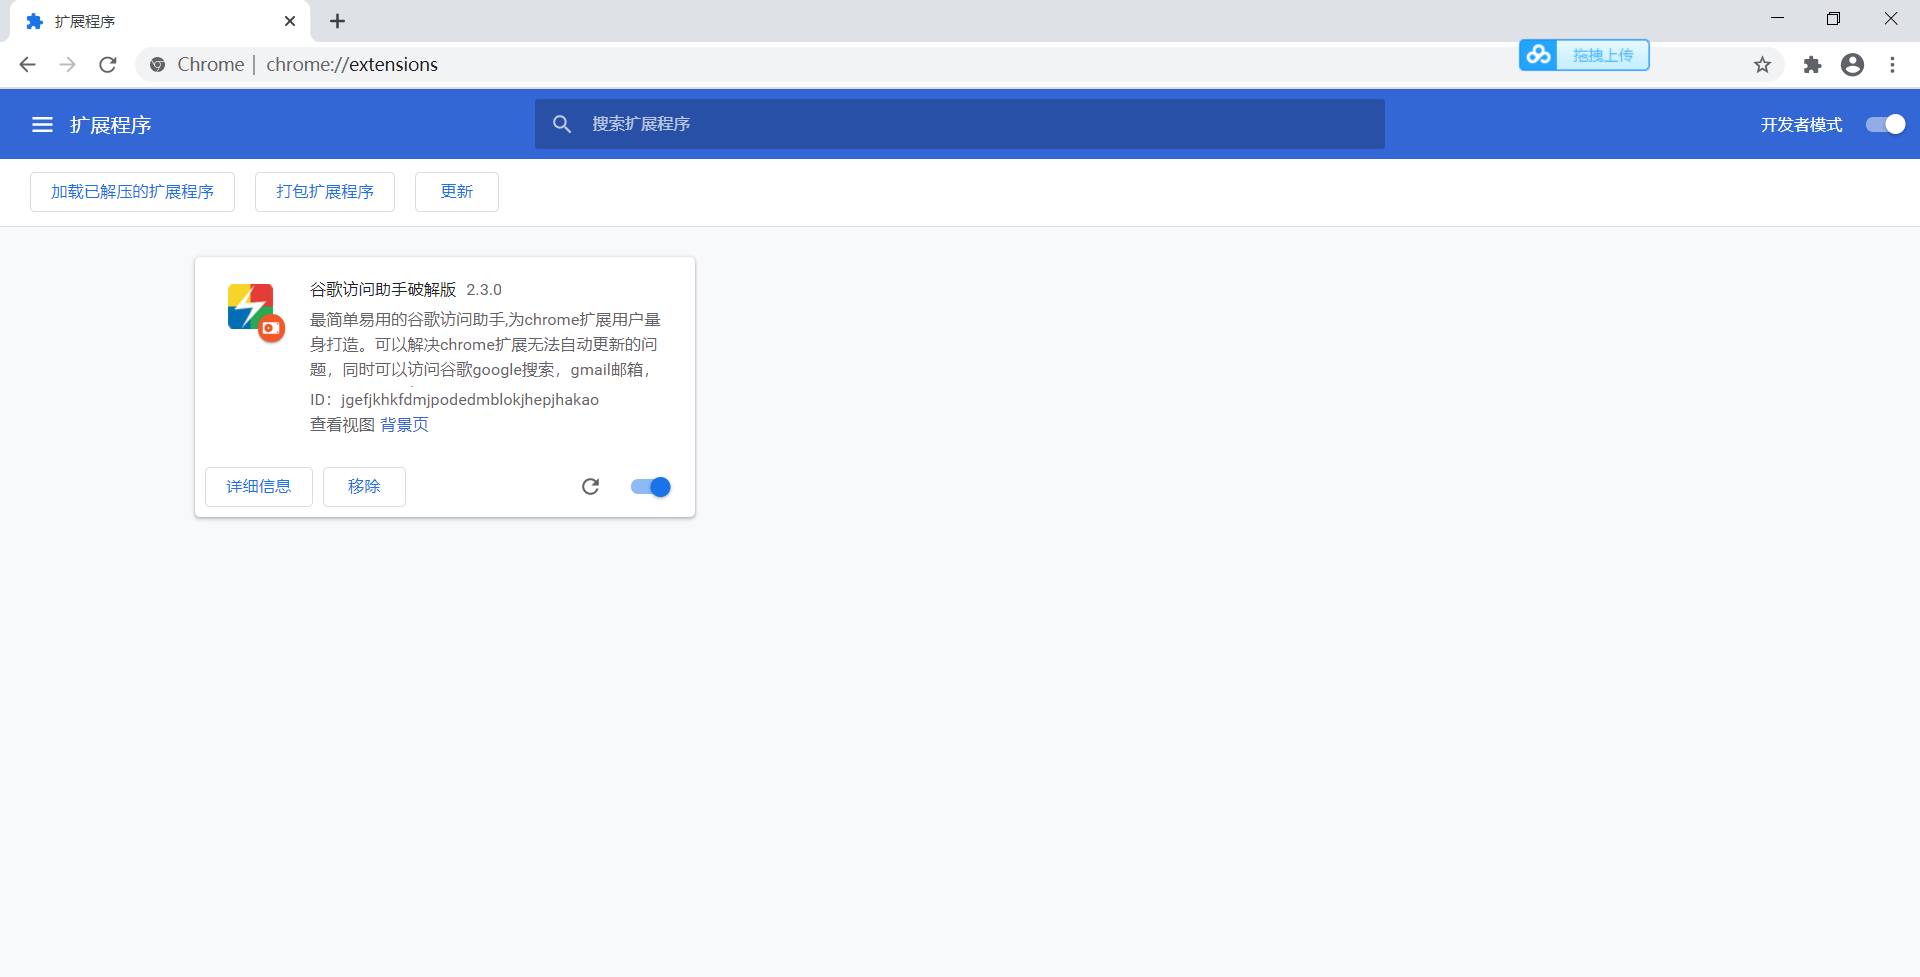 扩展程序
Chrome | chrome://extensions
拖拽上传
扩展程序
搜索扩展程序
开发者模式
加载已解压的扩展程序
打包扩展程序
更新
谷歌访问助手破解版 2.3.0
最简单易用的谷歌访问助手,为chrome扩展用户量
身打造。可以解决chrome扩展无法自动更新的问
题，同时可以访问谷歌google搜索，gmail邮箱，
ID：jgefjkhkfdmjpodedmblokjhepjhakao
查看视图 背景页
详细信息
移除